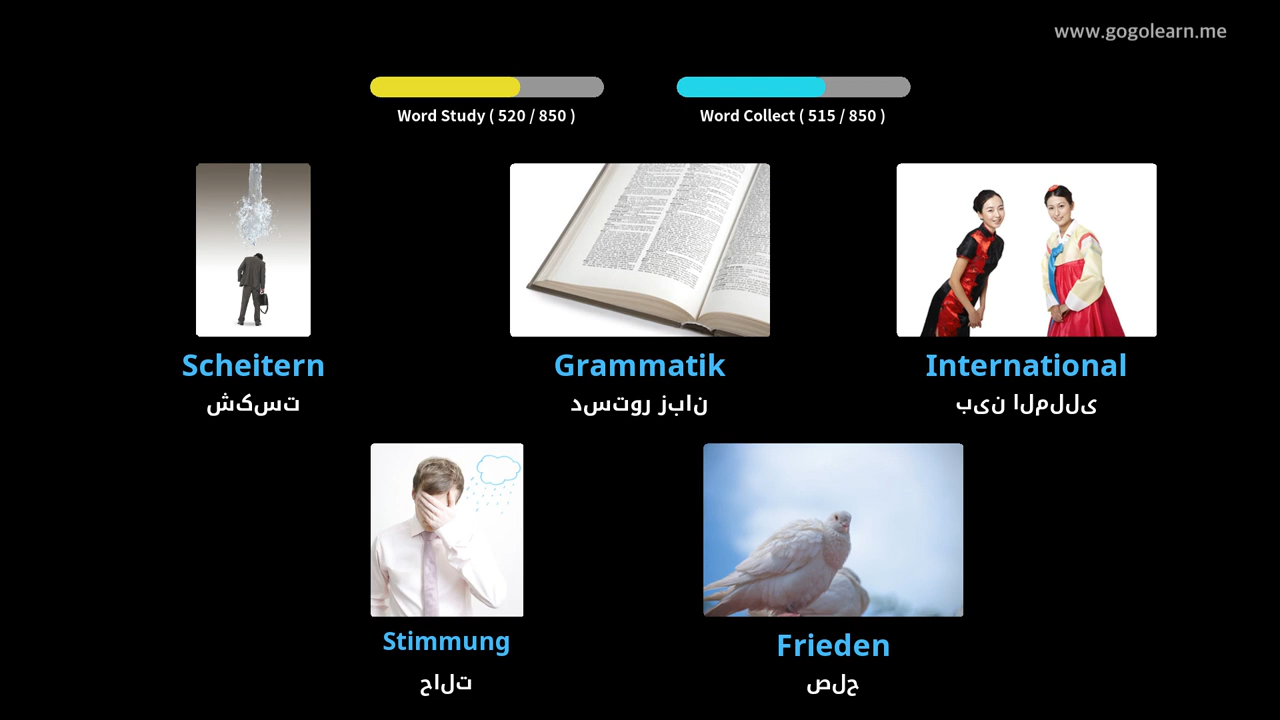 www.gogolearn.me
Word Study ( 520 / 850 )
Word Collect ( 515 / 850 )
Scheitern
شکست
Grammatik
دستور زبان
International
بین المللی
Stimmung
حالت
Frieden
صلح